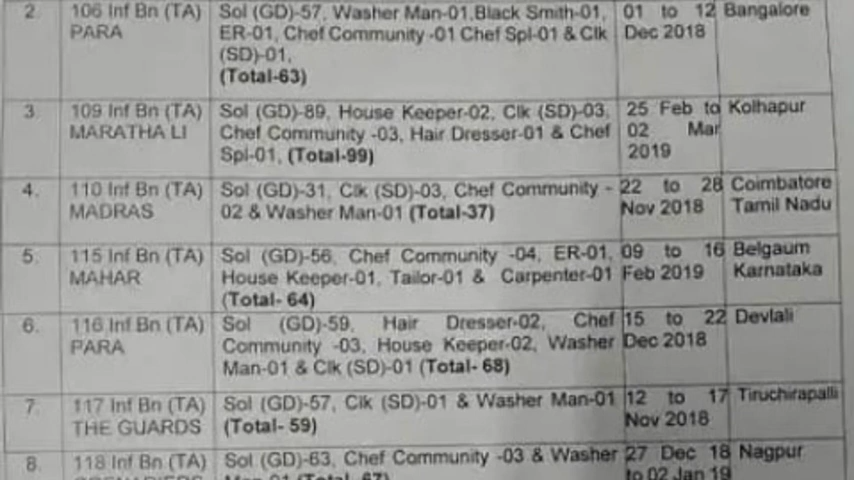 2 106 Inf Bn (TA) Sol (GD)-57, Washer Man-01,Black Smith-01, 01 to 12 Bangalore
PARA ER-01, Chef Community -01 Chef Spl-01 & Clk Dec 2018
(SD)-01,
(Total-63)
3. 109 Inf Bn (TA) Sol (GD)-89, House Keeper-02, Clk (SD)-03, 25 Feb to Kolhapur
MARATHA LI Chef Community -03, Hair Dresser-01 & Chef 02 Mar
Spl-01, (Total-99) 2019
4. 110 Inf Bn (TA) Sol (GD)-31, Clk (SD)-03, Chef Community - 22 to 28 Coimbatore
MADRAS 02 & Washer Man-01 (Total-37) Nov 2018 Tamil Nadu
5. 115 Inf Bn (TA) Sol (GD)-56, Chef Community -04, ER-01, 09 to 16 Belgaum
MAHAR House Keeper-01, Tailor-01 & Carpenter-01 Feb 2019 Karnataka
(Total- 64)
6. 116 Inf Bn (TA) Sol (GD)-59, Hair Dresser-02, Chef 15 to 22 Devlali
PARA Community -03, House Keeper-02, Washer Dec 2018
Man-01 & Clk (SD)-01 (Total- 68)
7. 117 Inf Bn (TA) Sol (GD)-57, Clk (SD)-01 & Washer Man-01 12 to 17 Tiruchirapalli
THE GUARDS (Total- 59) Nov 2018
8. 118 Inf Bn (TA) Sol (GD)-63, Chef Community -03 & Washer 27 Dec 18 Nagpur
Man-01 (Total- 67) to 02 Jan 19